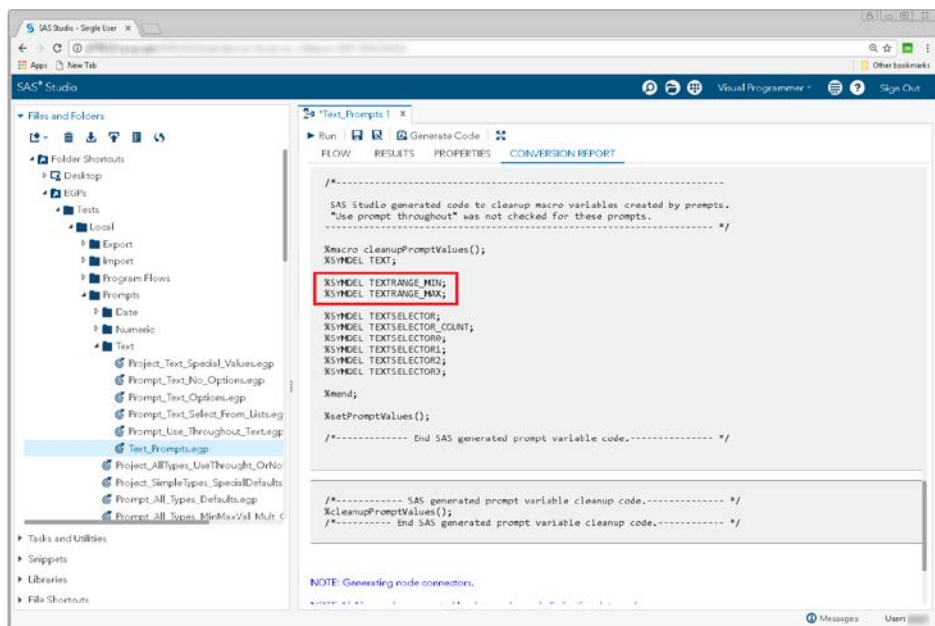 SAS Studio - Single User
Apps New Tab
Other bookmarks
SAS® Studio
Visual Programmer
Sign Out
Files and Folders
Folder Shortcuts
Desktop
EGPs
Tests
Local
Export
Import
Program Flows
Prompts
Date
Numeric
Text
Project_Text_Special_Values.egp
Prompt_Text_No_Options.egp
Prompt_Text_Options.egp
Prompt_Text_Select_From_Lists.eg
Prompt_Use_Throughout_Text.egp
Text_Prompts.egp
Project_AllTypes_UseThrought_OrNo
Project_SimpleTypes_SpecialDefaults
Prompt_All_Types_Defaults.egp
Prompt_All_Types_MinMaxVal_Mult_
Tasks and Utilities
Snippets
Libraries
File Shortcuts
*Text_Prompts 1
Run Generate Code
FLOW RESULTS PROPERTIES CONVERSION REPORT
/*-----------------------------------------------------------------------
SAS Studio generated code to cleanup macro variables created by prompts.
"Use prompt throughout" was not checked for these prompts.
----------------------------------------------------------------------- */
%macro cleanupPromptValues();
%SYMDEL TEXT;
%SYMDEL TEXTRANGE_MIN;
%SYMDEL TEXTRANGE_MAX;
%SYMDEL TEXTSELECTOR;
%SYMDEL TEXTSELECTOR_COUNT;
%SYMDEL TEXTSELECTOR0;
%SYMDEL TEXTSELECTOR1;
%SYMDEL TEXTSELECTOR2;
%SYMDEL TEXTSELECTOR3;
%mend;
%setPromptValues();
/*------------- End SAS generated prompt variable code.--------------- */
/*------------ SAS generated prompt variable cleanup code.-------------- */
%cleanupPromptValues();
/*---------- End SAS generated prompt variable cleanup code.------------ */
NOTE: Generating node connectors.
Messages
User: